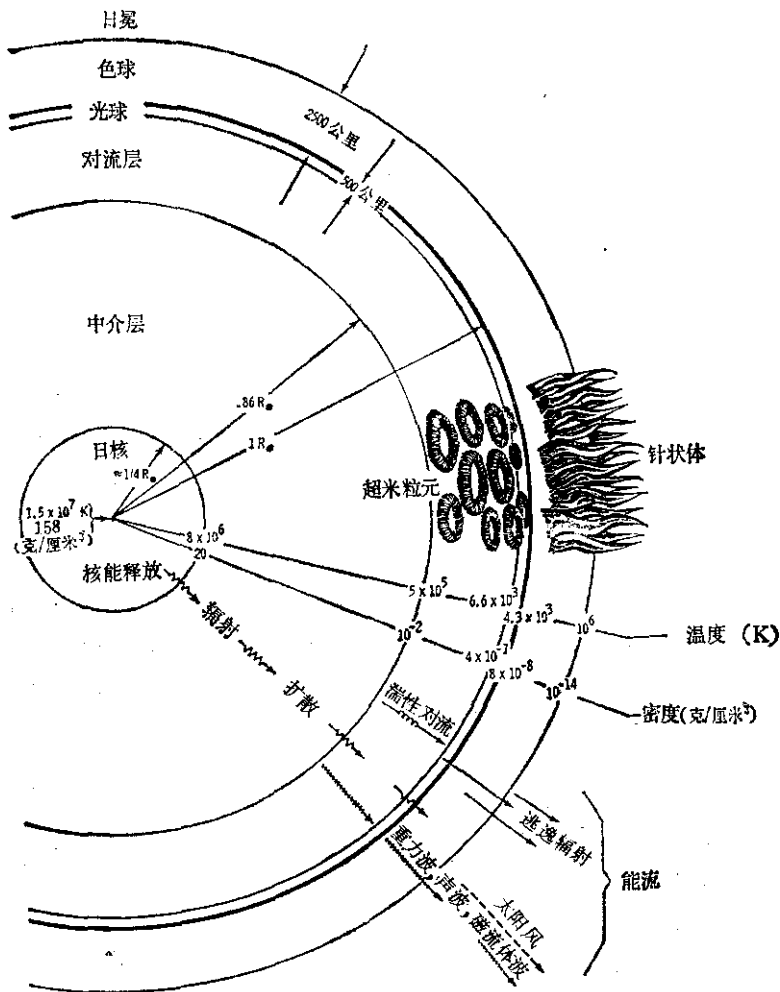 日冕
色球
光球
对流层
2500公里
500公里
中介层
.86 R⊙
1 R⊙
日核
≈1/4 R⊙
超米粒元
针状体
1.5 x 10⁷ K)
158
(克/厘米³)
8 x 10⁶
20
核能释放
5 x 10⁵
6.6 x 10³
4.3 x 10³
10⁶
温度 (K)
10⁻²
4 x 10⁻⁷
8 x 10⁻⁸
10⁻¹⁴
密度(克/厘米³)
辐射
扩散
湍性对流
逃逸辐射
能流
重力波,声波,磁流体波
太阳风